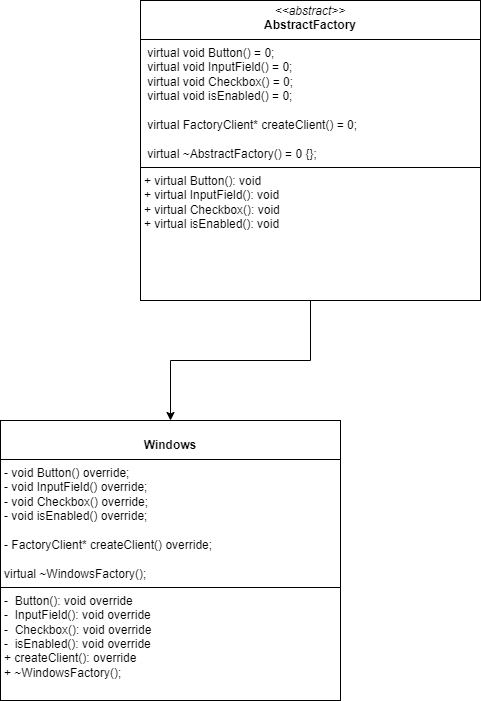 <<abstract>>
AbstractFactory
virtual void Button() = 0;
virtual void InputField() = 0;
virtual void Checkbox() = 0;
virtual void isEnabled() = 0;
virtual FactoryClient* createClient() = 0;
virtual ~AbstractFactory() = 0 {};
+ virtual Button(): void
+ virtual InputField(): void
+ virtual Checkbox(): void
+ virtual isEnabled(): void
Windows
- void Button() override;
- void InputField() override;
- void Checkbox() override;
- void isEnabled() override;
- FactoryClient* createClient() override;
virtual ~WindowsFactory();
- Button(): void override
- InputField(): void override
- Checkbox(): void override
- isEnabled(): void override
+ createClient(): override
+ ~WindowsFactory();